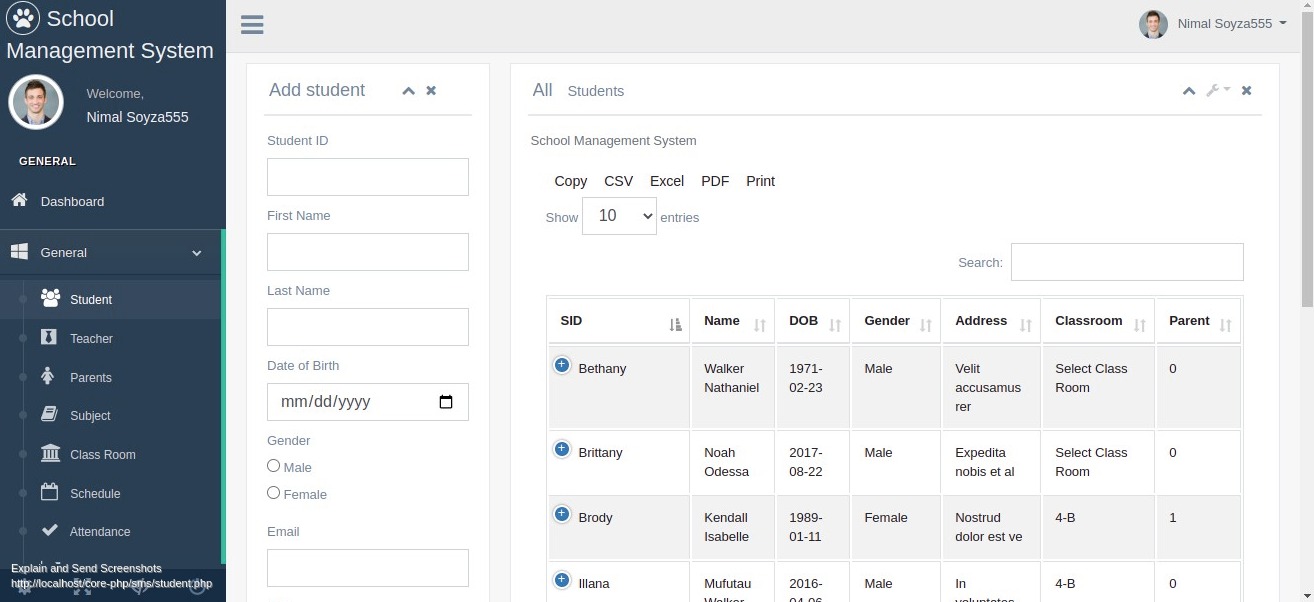 School
Management System
Welcome,
Nimal Soyza555
GENERAL
Dashboard
General
Student
Teacher
Parents
Subject
Class Room
Schedule
Attendance
Explain and Send Screenshots
http://localhost/core-php/sms/student.php
Nimal Soyza555
Add student
Student ID
First Name
Last Name
Date of Birth
mm/dd/yyyy
Gender
Male
Female
Email
All Students
School Management System
Copy CSV Excel PDF Print
Show 10 entries
Search:
SID Name DOB Gender Address Classroom Parent
Bethany Walker 1971- Male Velit Select Class 0
Nathaniel 02-23 accusamus Room
rer
Brittany Noah 2017- Male Expedita Select Class 0
Odessa 08-22 nobis et al Room
Brody Kendall 1989- Female Nostrud 4-B 1
Isabelle 01-11 dolor est ve
Illana Mufutau 2016- Male In 4-B 0
Walker 04-06 voluptates